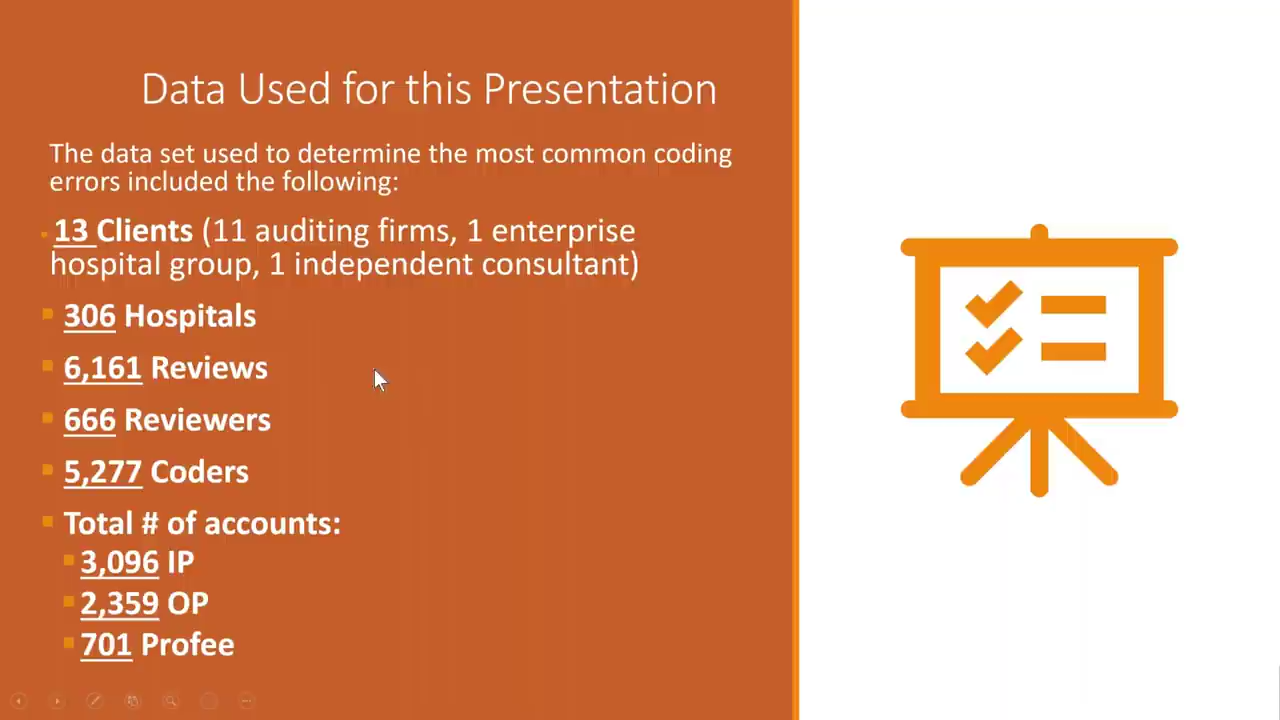 Data Used for this Presentation
The data set used to determine the most common coding
errors included the following:
13 Clients (11 auditing firms, 1 enterprise
hospital group, 1 independent consultant)
306 Hospitals
6,161 Reviews
666 Reviewers
5,277 Coders
Total # of accounts:
3,096 IP
2,359 OP
701 Profee